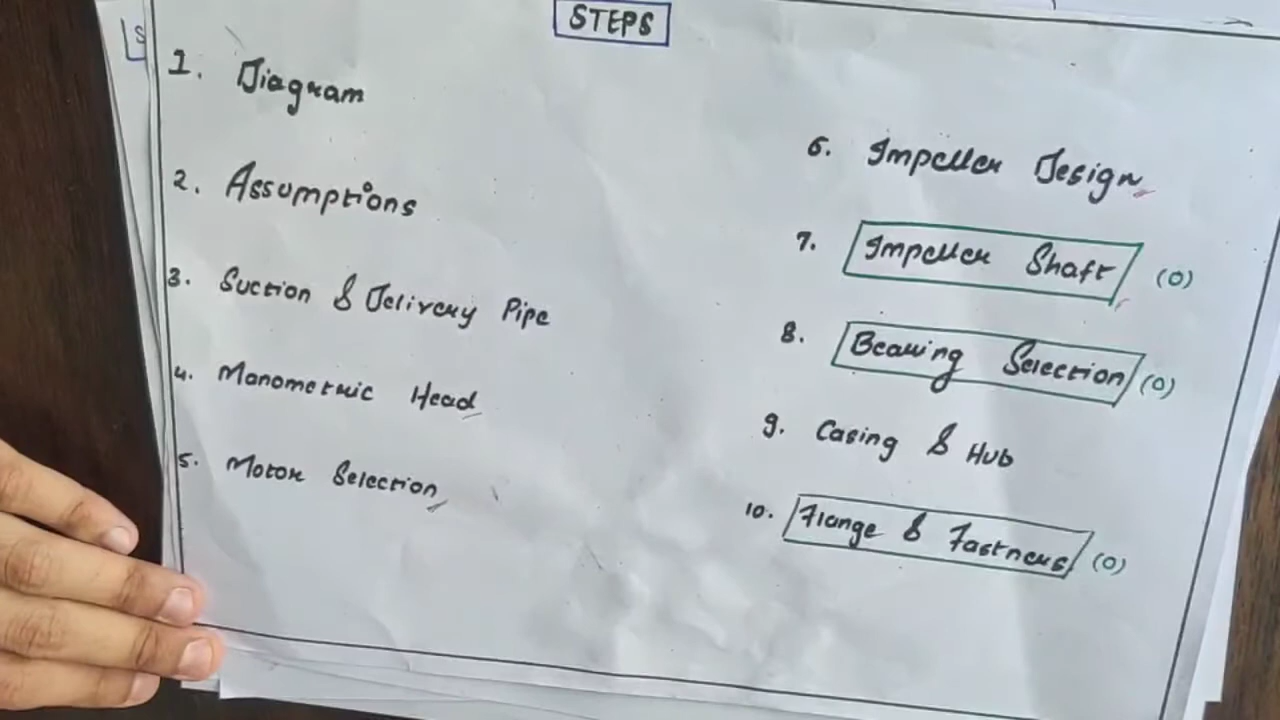 STEPS
1. Diagram
2. Assumptions
3. Suction & Delivery Pipe
4. Manometric Head
5. Motor Selection
6. Impeller Design
7. Impeller Shaft (0)
8. Bearing Selection (0)
9. Casing & Hub
10. Flange & Fastners (0)